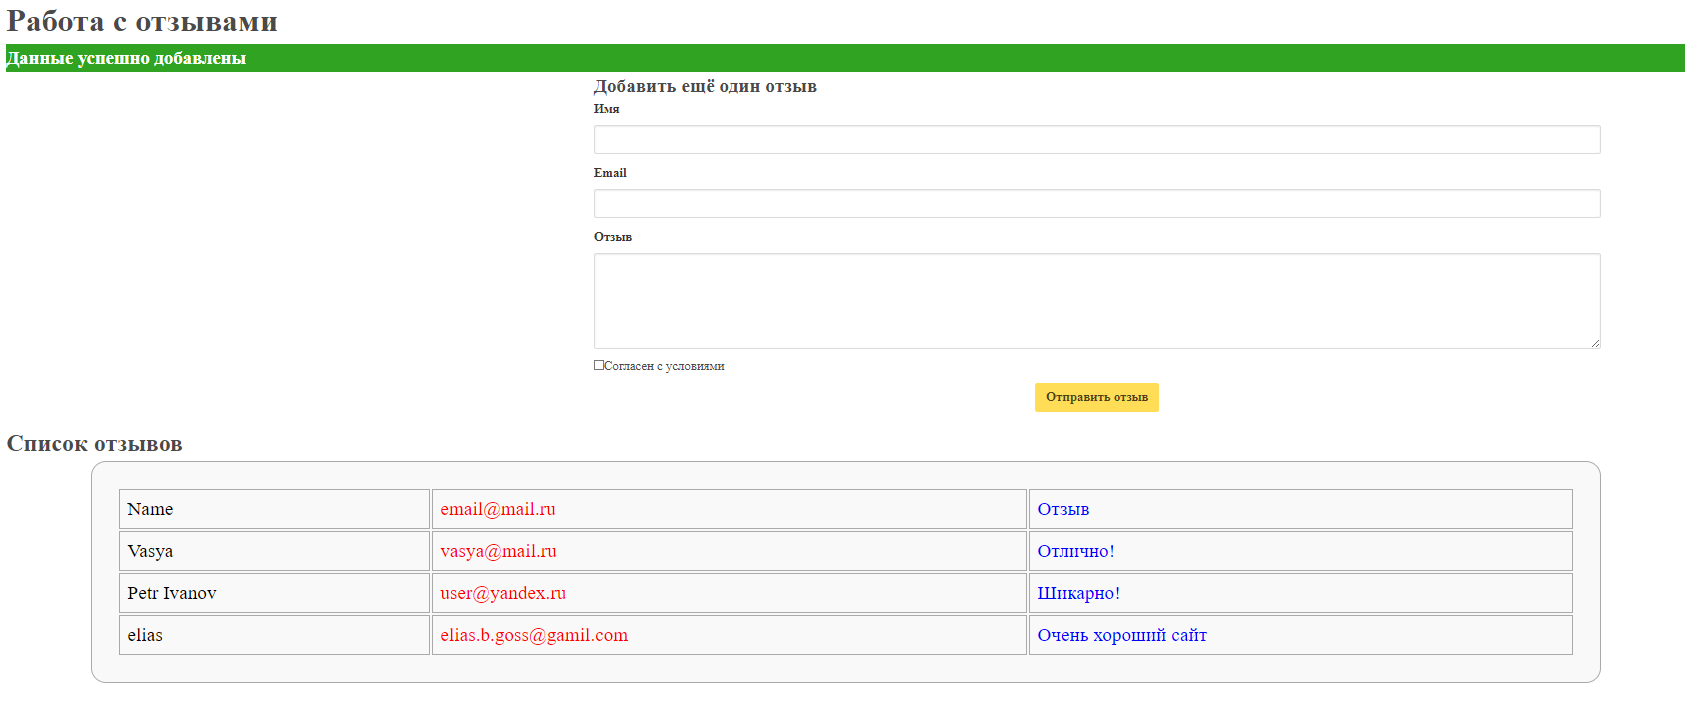 Работа с отзывами
Данные успешно добавлены
Добавить ещё один отзыв
Имя
Email
Отзыв
Согласен с условиями
Отправить отзыв
Список отзывов
Name email@mail.ru Отзыв
Vasya vasya@mail.ru Отлично!
Petr Ivanov user@yandex.ru Шикарно!
elias elias.b.goss@gamil.com Очень хороший сайт